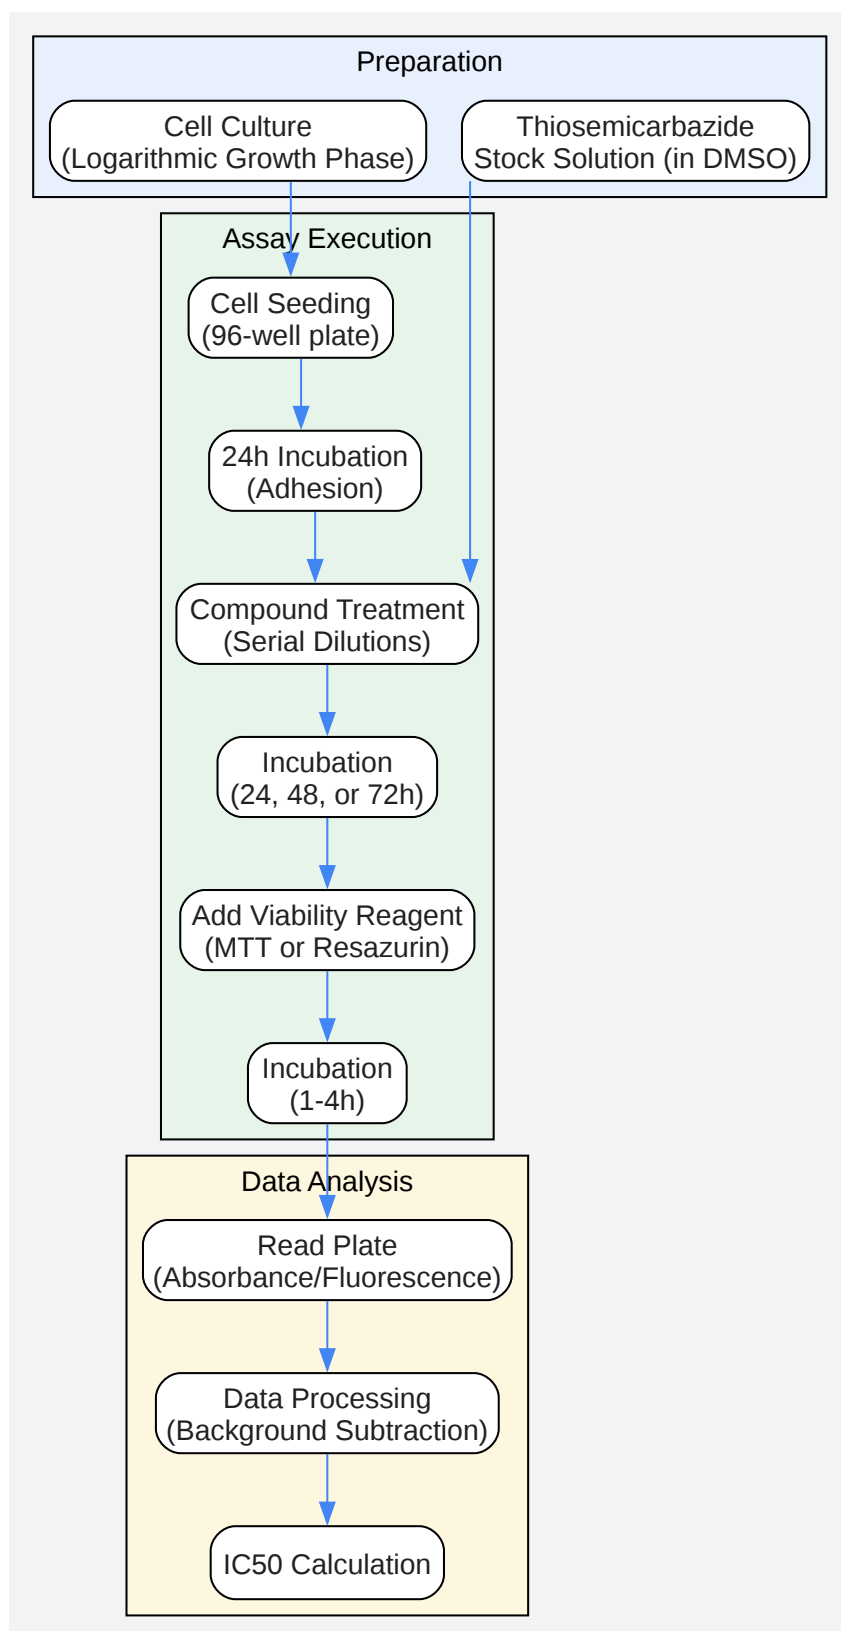 Preparation
Cell Culture
(Logarithmic Growth Phase)
Thiosemicarbazide
Stock Solution (in DMSO)
Assay Execution
Cell Seeding
(96-well plate)
24h Incubation
(Adhesion)
Compound Treatment
(Serial Dilutions)
Incubation
(24, 48, or 72h)
Add Viability Reagent
(MTT or Resazurin)
Incubation
(1-4h)
Data Analysis
Read Plate
(Absorbance/Fluorescence)
Data Processing
(Background Subtraction)
IC50 Calculation